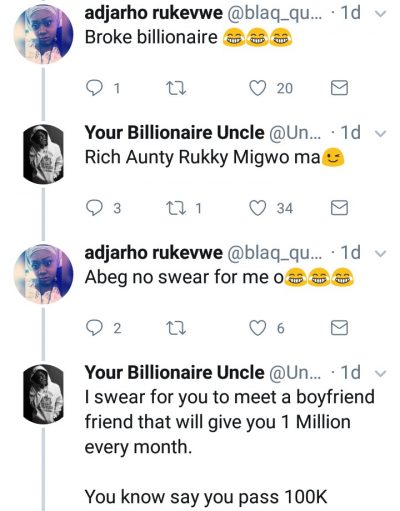 adjarho rukevwe @blaq_qu... · 1d
Broke billionaire 😂😂😂
1 20
Your Billionaire Uncle @Un... · 1d
Rich Aunty Rukky Migwo ma😉
3 1 34
adjarho rukevwe @blaq_qu... · 1d
Abeg no swear for me o😂😂😂
2 6
Your Billionaire Uncle @Un... · 1d
I swear for you to meet a boyfriend
friend that will give you 1 Million
every month.
You know say you pass 100K